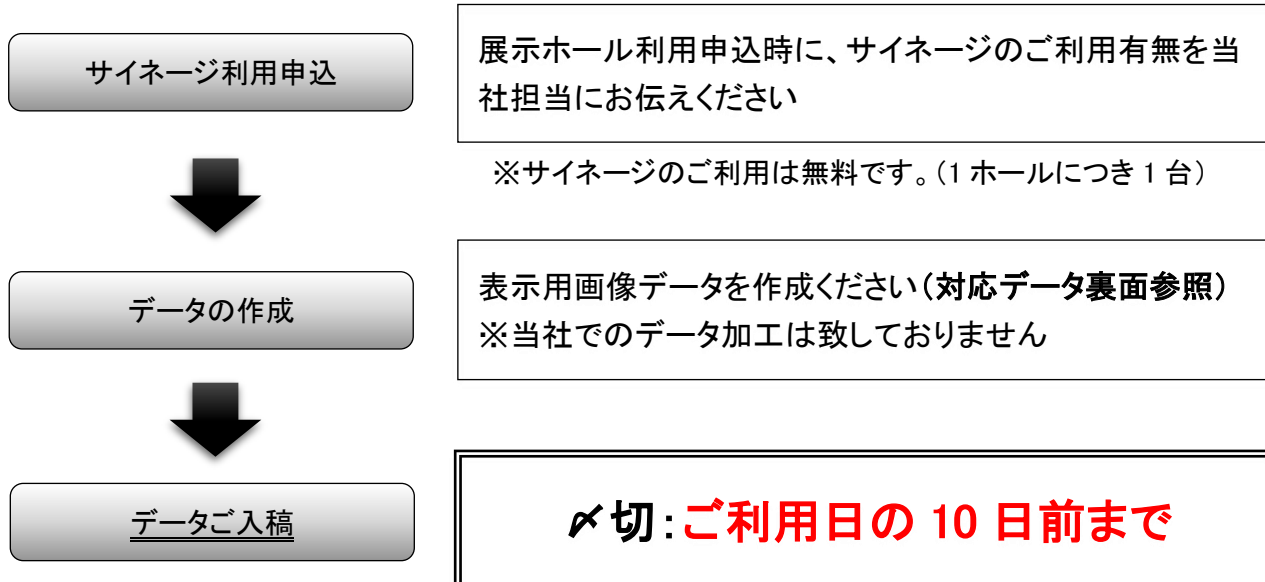 サイネージ利用申込
展示ホール利用申込時に、サイネージのご利用有無を当
社担当にお伝えください
※サイネージのご利用は無料です。（1 ホールにつき 1 台）
データの作成
表示用画像データを作成ください（対応データ裏面参照）
※当社でのデータ加工は致しておりません
データご入稿
〆切：ご利用日の 10 日前まで